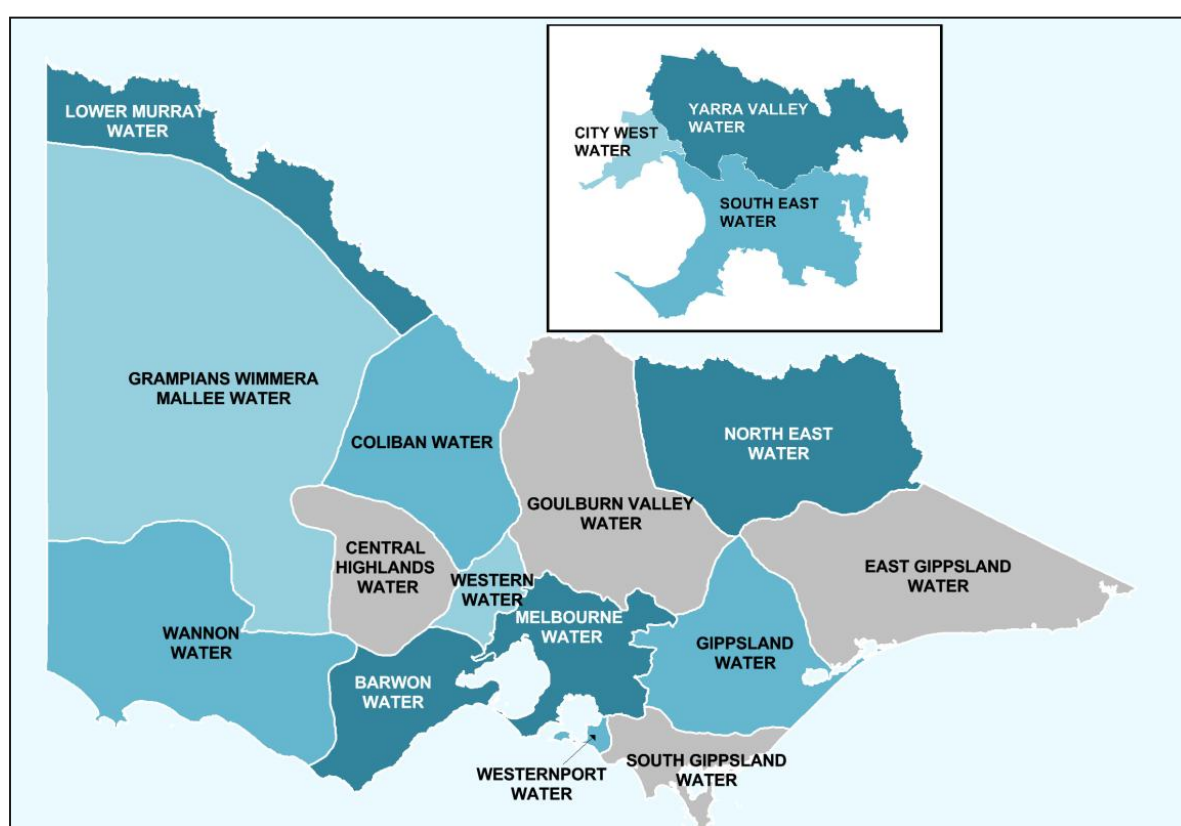 LOWER MURRAY
WATER
YARRA VALLEY
WATER
CITY WEST
WATER
SOUTH EAST
WATER
GRAMPIANS WIMMERA
MALLEE WATER
COLIBAN WATER
NORTH EAST
WATER
GOULBURN VALLEY
WATER
CENTRAL
HIGHLANDS
WATER
WESTERN
WATER
EAST GIPPSLAND
WATER
MELBOURNE
WATER
WANNON
WATER
GIPPSLAND
WATER
BARWON
WATER
WESTERNPORT
WATER
SOUTH GIPPSLAND
WATER